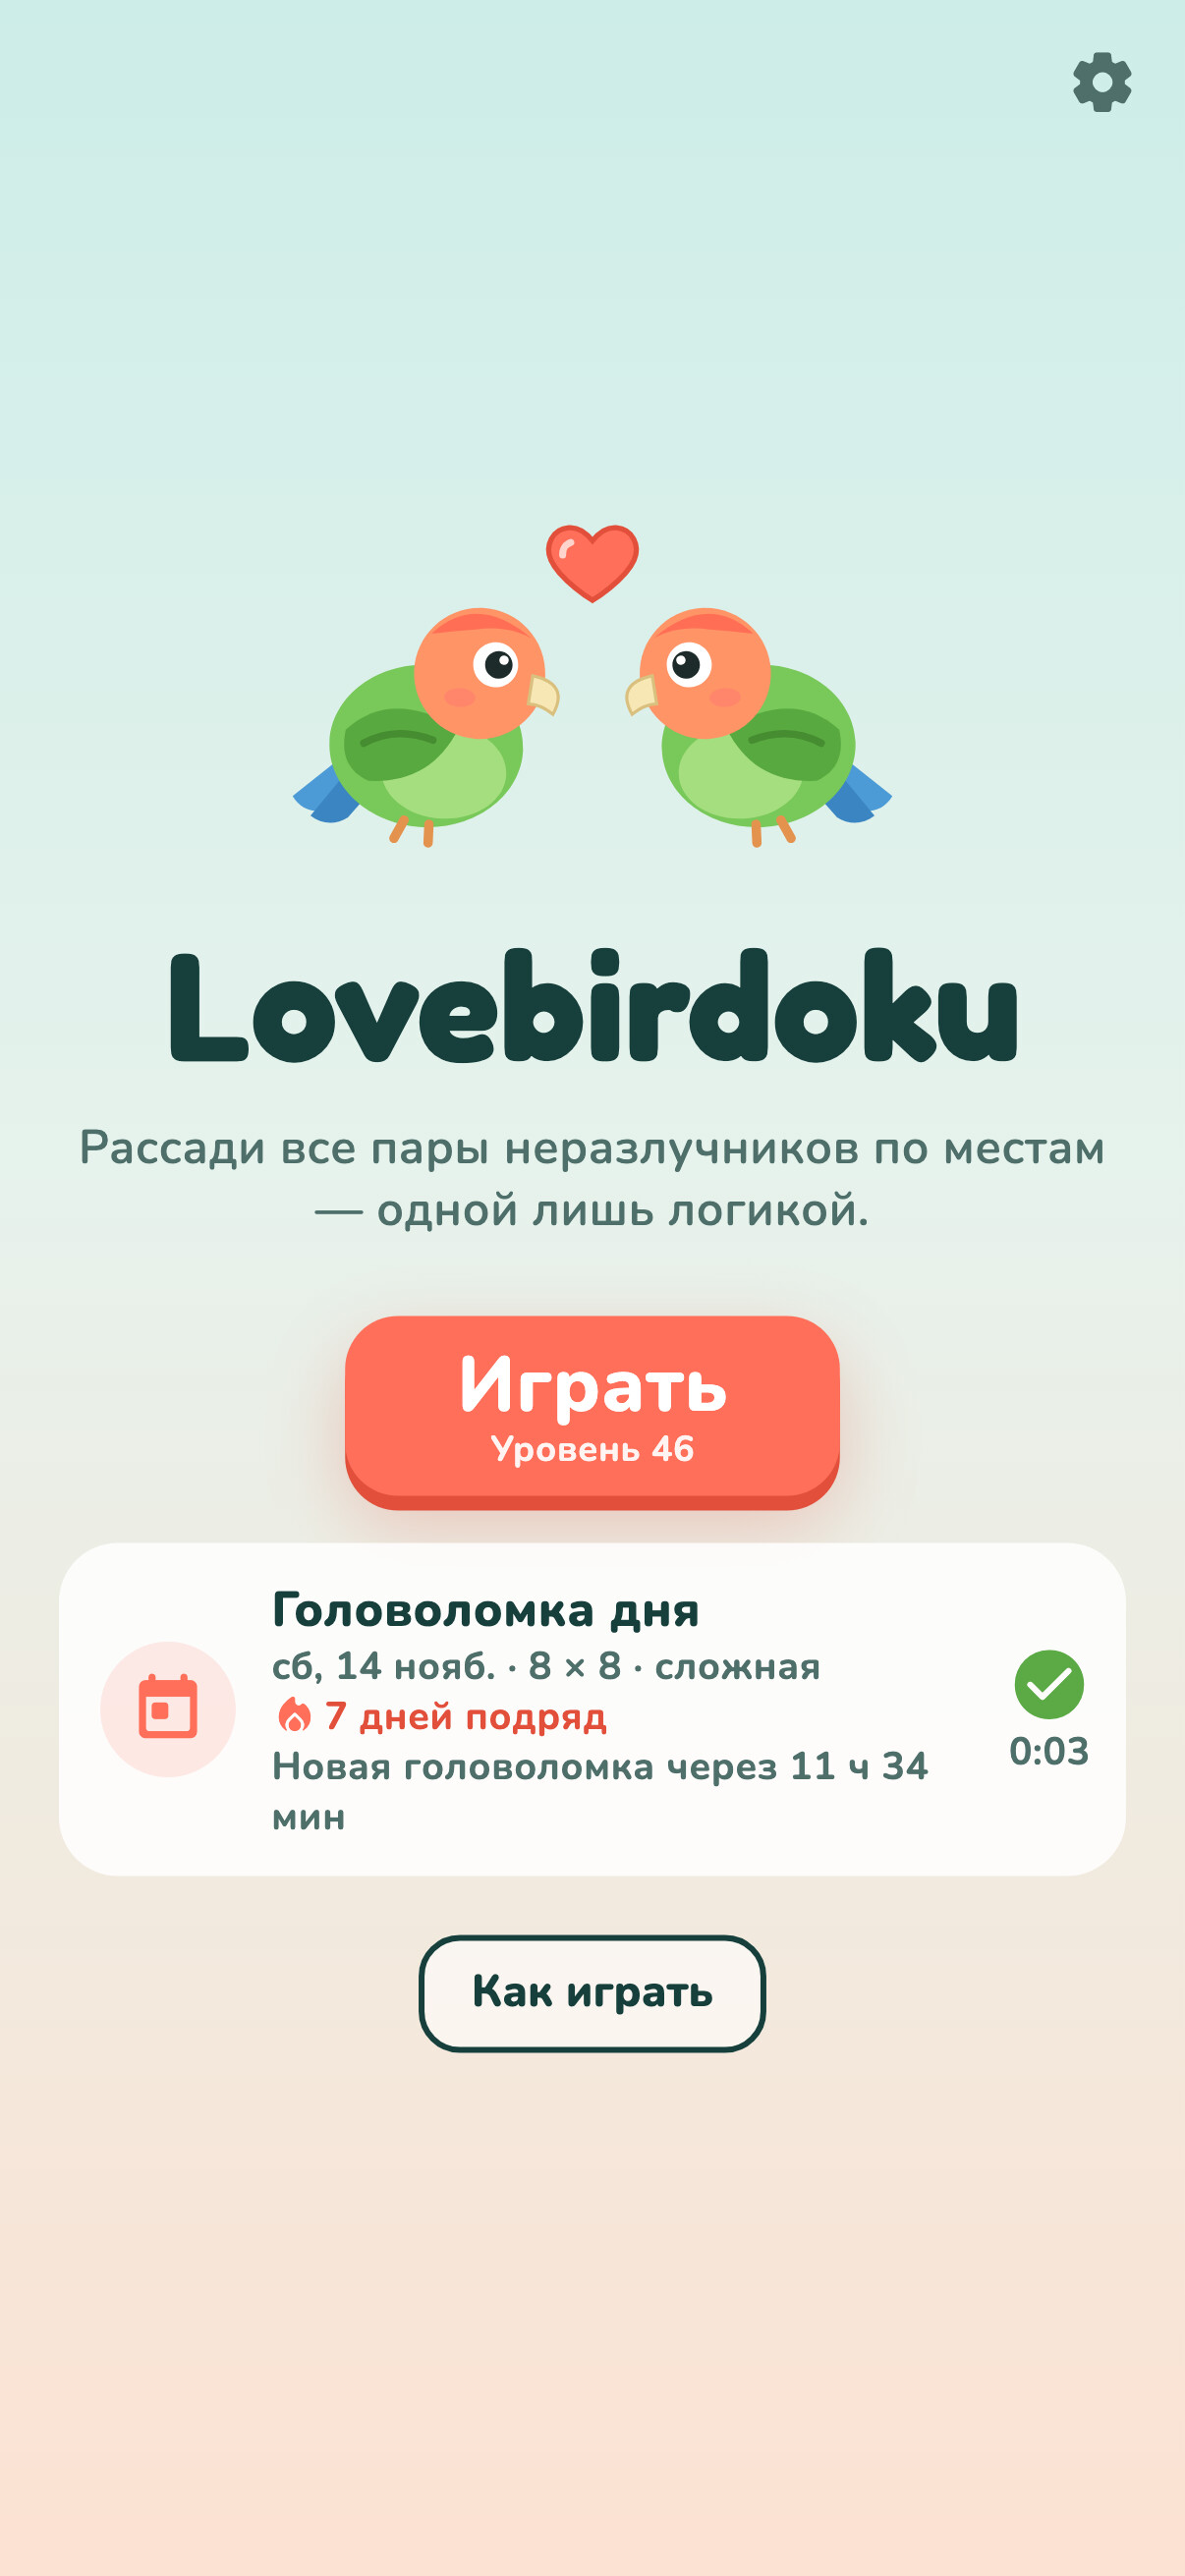 Lovebirdoku
Рассади все пары неразлучников по местам
— одной лишь логикой.
Играть
Уровень 46
Головоломка дня
сб, 14 нояб. · 8 × 8 · сложная
7 дней подряд
Новая головоломка через 11 ч 34
мин
0:03
Как играть